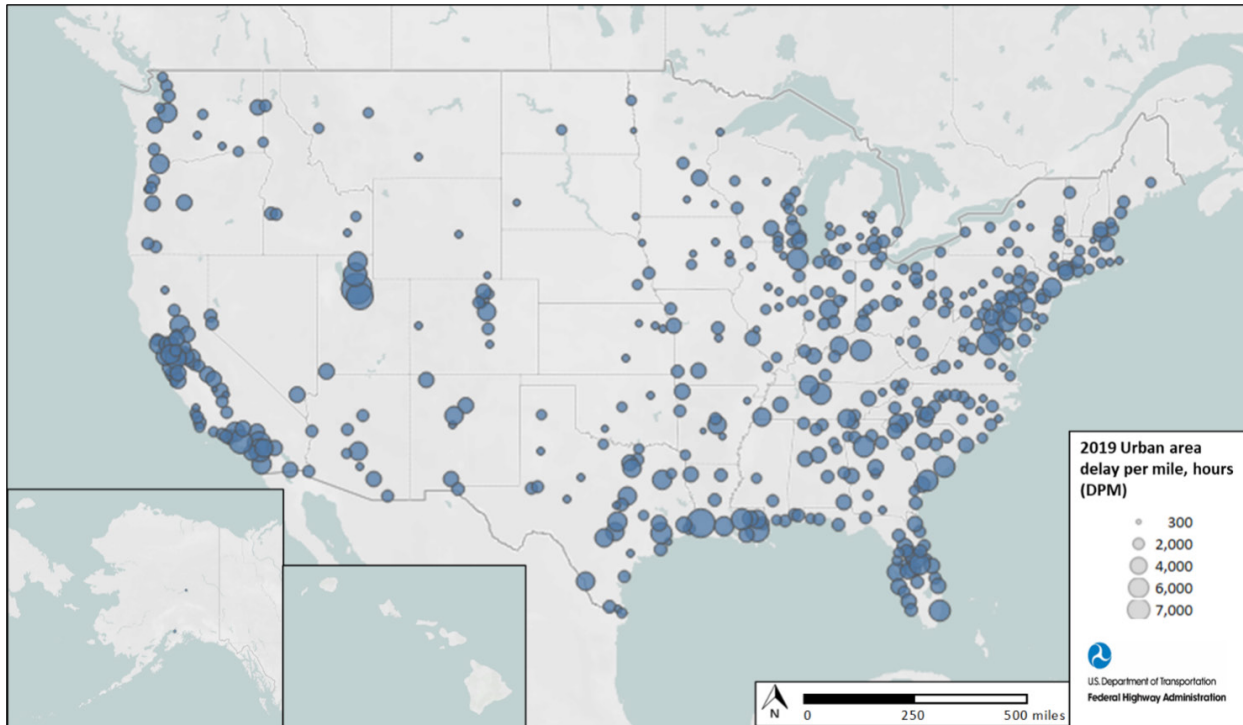 2019 Urban area
delay per mile, hours
(DPM)
300
2,000
4,000
6,000
7,000
U.S. Department of Transportation
Federal Highway Administration
N
0 250 500 miles